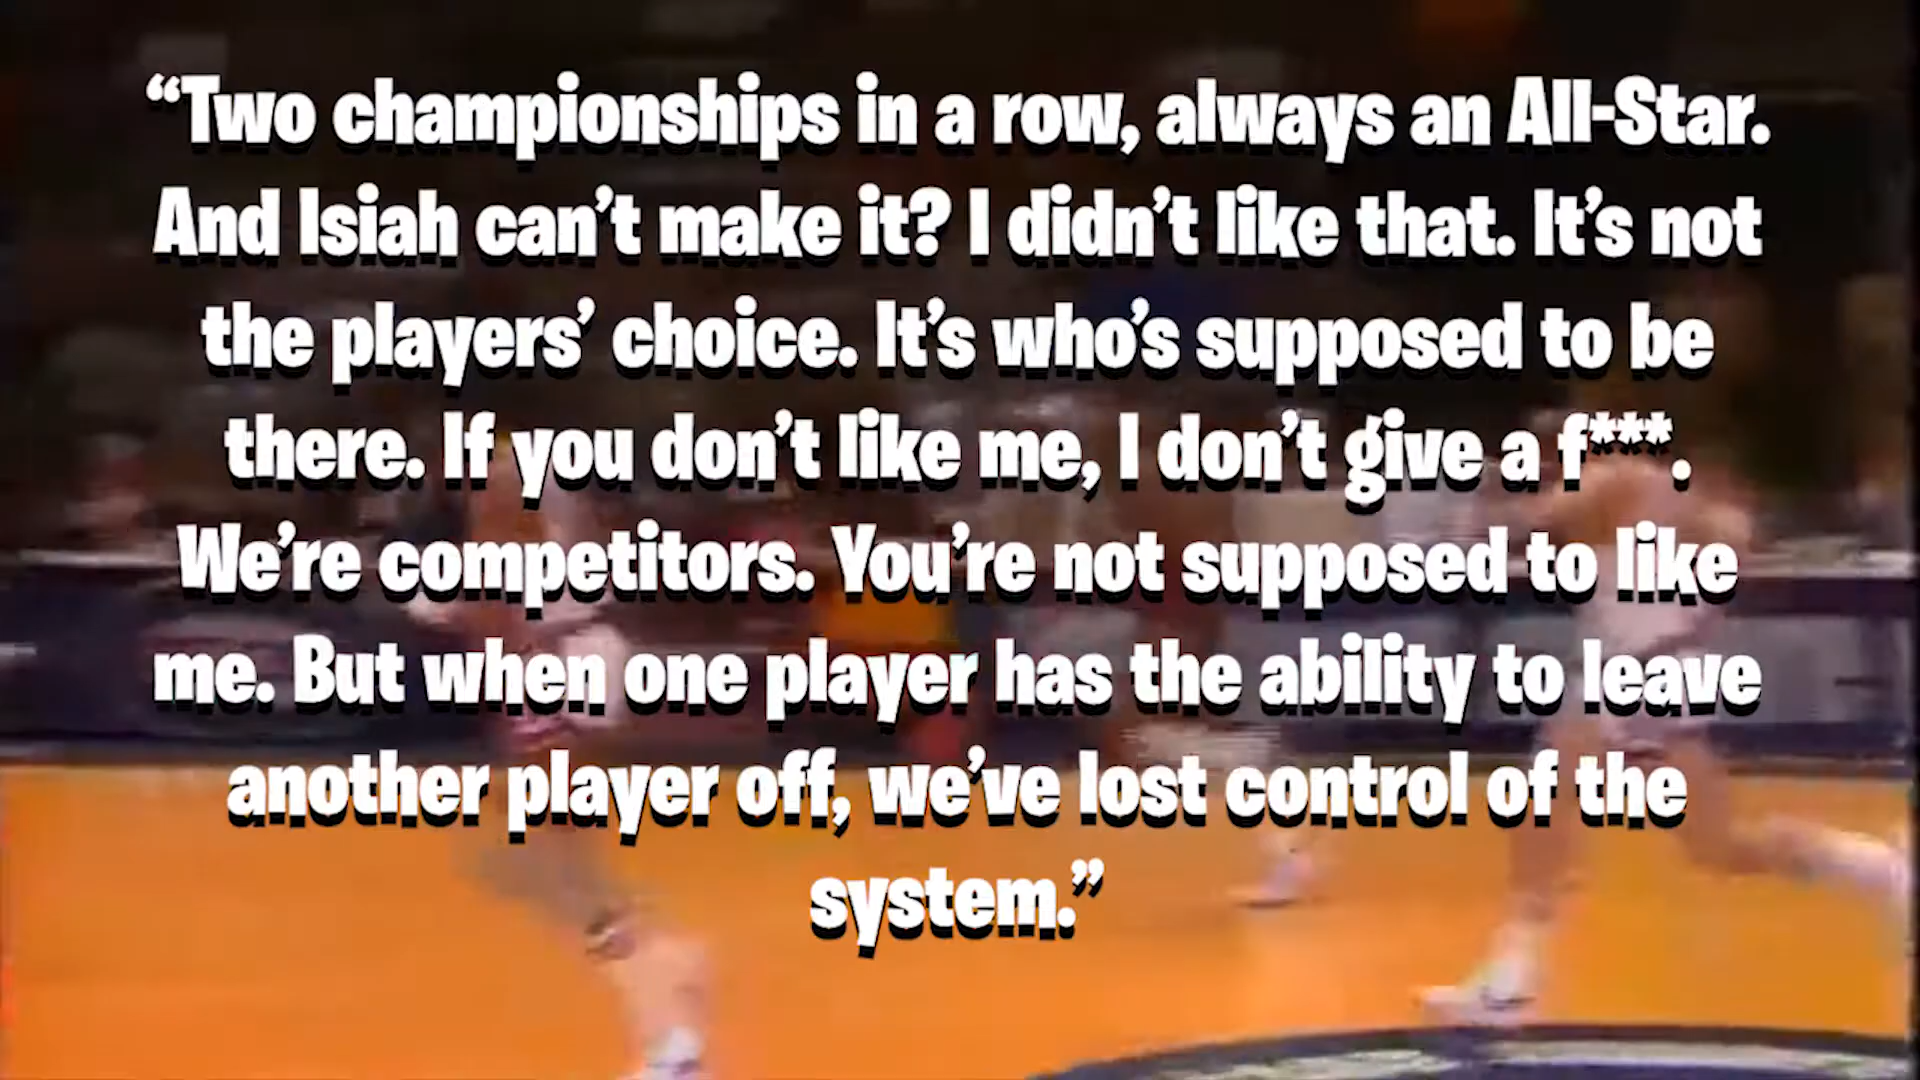 “Two championships in a row, always an All-Star.
And Isiah can’t make it? I didn’t like that. It’s not
the players’ choice. It’s who’s supposed to be
there. If you don’t like me, I don’t give a f***.
We’re competitors. You’re not supposed to like
me. But when one player has the ability to leave
another player off, we’ve lost control of the
system.”